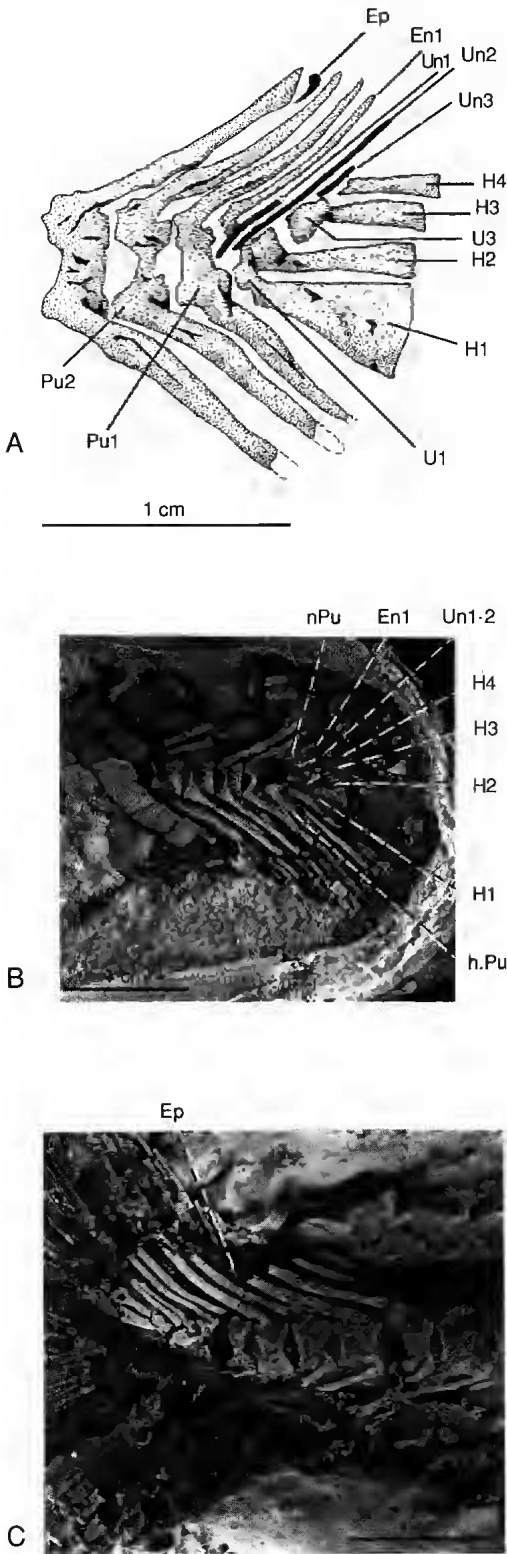 Ep
En1
Un1
Un2
Un3
H4
H3
U3
H2
H1
Pu2
Pu1
U1
A
1 cm
nPu En1 Un1-2
H4
H3
H2
H1
h.Pu
B
Ep
C